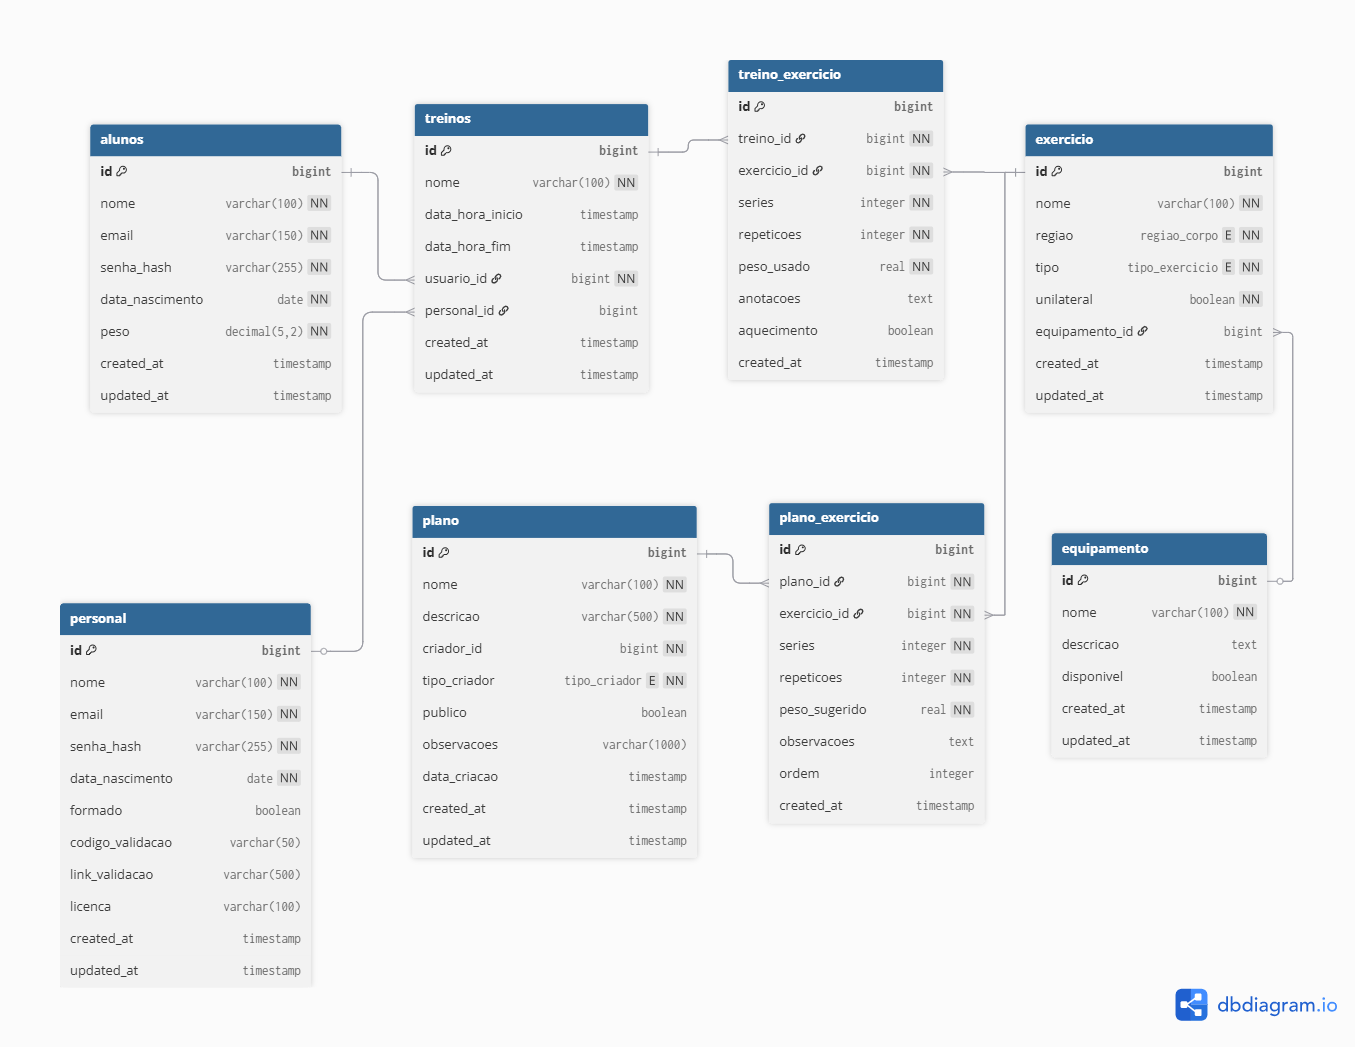 alunos
id bigint
nome varchar(100) NN
email varchar(150) NN
senha_hash varchar(255) NN
data_nascimento date NN
peso decimal(5,2) NN
created_at timestamp
updated_at timestamp
treinos
id bigint
nome varchar(100) NN
data_hora_inicio timestamp
data_hora_fim timestamp
usuario_id bigint NN
personal_id bigint
created_at timestamp
updated_at timestamp
treino_exercicio
id bigint
treino_id bigint NN
exercicio_id bigint NN
series integer NN
repeticoes integer NN
peso_usado real NN
anotacoes text
aquecimento boolean
created_at timestamp
exercicio
id bigint
nome varchar(100) NN
regiao regiao_corpo E NN
tipo tipo_exercicio E NN
unilateral boolean NN
equipamento_id bigint
created_at timestamp
updated_at timestamp
personal
id bigint
nome varchar(100) NN
email varchar(150) NN
senha_hash varchar(255) NN
data_nascimento date NN
formado boolean
codigo_validacao varchar(50)
link_validacao varchar(500)
licenca varchar(100)
created_at timestamp
updated_at timestamp
plano
id bigint
nome varchar(100) NN
descricao varchar(500) NN
criador_id bigint NN
tipo_criador tipo_criador E NN
publico boolean
observacoes varchar(1000)
data_criacao timestamp
created_at timestamp
updated_at timestamp
plano_exercicio
id bigint
plano_id bigint NN
exercicio_id bigint NN
series integer NN
repeticoes integer NN
peso_sugerido real NN
observacoes text
ordem integer
created_at timestamp
equipamento
id bigint
nome varchar(100) NN
descricao text
disponivel boolean
created_at timestamp
updated_at timestamp
dbdiagram.io